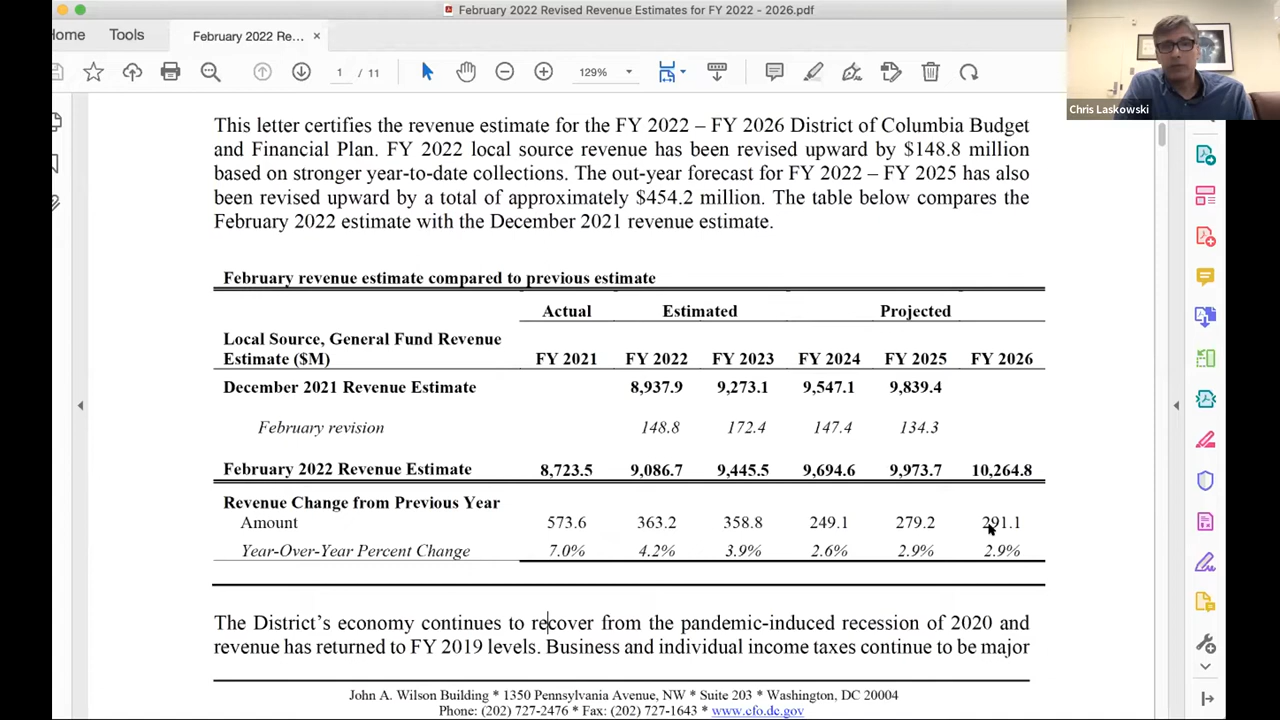 February 2022 Revised Revenue Estimates for FY 2022 - 2026.pdf
Home Tools February 2022 Re... ×
1 / 11 129%
Chris Laskowski
This letter certifies the revenue estimate for the FY 2022 – FY 2026 District of Columbia Budget
and Financial Plan. FY 2022 local source revenue has been revised upward by $148.8 million
based on stronger year-to-date collections. The out-year forecast for FY 2022 – FY 2025 has also
been revised upward by a total of approximately $454.2 million. The table below compares the
February 2022 estimate with the December 2021 revenue estimate.
February revenue estimate compared to previous estimate
Actual Estimated Projected
Local Source, General Fund Revenue
Estimate ($M) FY 2021 FY 2022 FY 2023 FY 2024 FY 2025 FY 2026
December 2021 Revenue Estimate 8,937.9 9,273.1 9,547.1 9,839.4
February revision 148.8 172.4 147.4 134.3
February 2022 Revenue Estimate 8,723.5 9,086.7 9,445.5 9,694.6 9,973.7 10,264.8
Revenue Change from Previous Year
Amount 573.6 363.2 358.8 249.1 279.2 291.1
Year-Over-Year Percent Change 7.0% 4.2% 3.9% 2.6% 2.9% 2.9%
The District's economy continues to recover from the pandemic-induced recession of 2020 and
revenue has returned to FY 2019 levels. Business and individual income taxes continue to be major
John A. Wilson Building * 1350 Pennsylvania Avenue, NW * Suite 203 * Washington, DC 20004
Phone: (202) 727-2476 * Fax: (202) 727-1643 * www.cfo.dc.gov